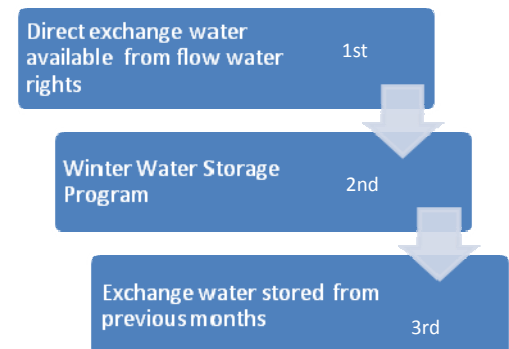 Direct exchange water
available from flow water
rights
1st
Winter Water Storage
Program
2nd
Exchange water stored from
previous months
3rd